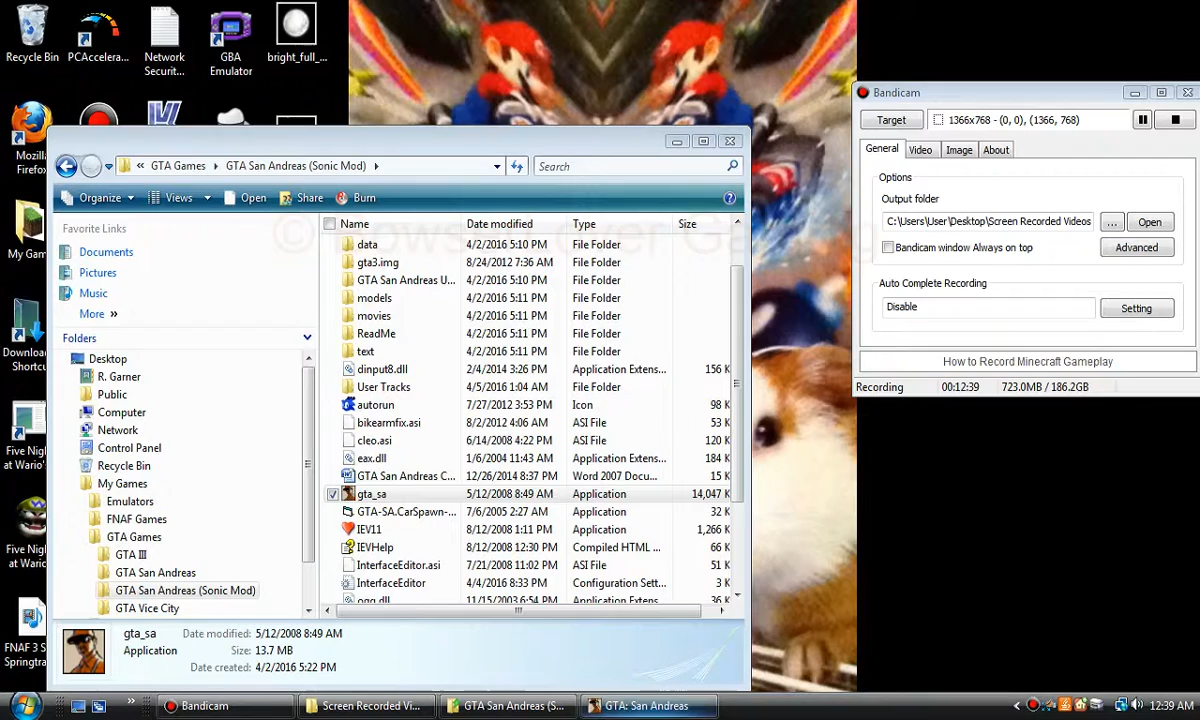 Recycle Bin
PCAccelera...
Network Securit...
GBA Emulator
bright_full_...
Mozilla Firefox
My Gam
Downloa
Shortc
Five Nig
at Wario'
Five Nig
at Wa
FNAF 3 S
Springtra
GTA Games
GTA San Andreas (Sonic Mod)
Search
Organize
Views
Open
Share
Burn
Favorite Links
Documents
Pictures
Music
More »
Folders
Desktop
R. Garner
Public
Computer
Network
Control Panel
Recycle Bin
My Games
Emulators
FNAF Games
GTA Games
GTA III
GTA San Andreas
GTA San Andreas (Sonic Mod)
GTA Vice City
Name Date modified Type Size
data 4/2/2016 5:10 PM File Folder
gta3.img 8/24/2012 7:36 AM File Folder
GTA San Andreas U... 4/2/2016 5:10 PM File Folder
models 4/2/2016 5:11 PM File Folder
movies 4/2/2016 5:11 PM File Folder
ReadMe 4/2/2016 5:11 PM File Folder
text 4/2/2016 5:11 PM File Folder
dinput8.dll 2/4/2014 3:26 PM Application Extens... 156 K
User Tracks 4/5/2016 1:04 AM File Folder
autorun 7/27/2012 3:53 PM Icon 98 K
bikearmfix.asi 8/2/2012 4:06 AM ASI File 53 K
cleo.asi 6/14/2008 4:22 PM ASI File 120 K
eax.dll 1/6/2004 11:43 AM Application Extens... 184 K
GTA San Andreas C... 12/26/2014 8:37 PM Word 2007 Docu... 15 K
gta_sa 5/12/2008 8:49 AM Application 14,047 K
GTA-SA.CarSpawn-... 7/6/2005 2:27 AM Application 32 K
IEV11 8/12/2008 1:11 PM Application 1,266 K
IEVHelp 8/12/2008 12:30 PM Compiled HTML ... 66 K
InterfaceEditor.asi 7/21/2008 11:02 PM ASI File 51 K
InterfaceEditor 4/4/2016 8:33 PM Configuration Sett... 3 K
ogg.dll 11/15/2003 6:54 PM Application Extens... 36 K
gta_sa Date modified: 5/12/2008 8:49 AM
Application Size: 13.7 MB
Date created: 4/2/2016 5:22 PM
Bandicam
Target
1366x768 - (0, 0), (1366, 768)
General Video Image About
Options
Output folder
C:\Users\User\Desktop\Screen Recorded Videos
... Open
Bandicam window Always on top
Advanced
Auto Complete Recording
Disable
Setting
How to Record Minecraft Gameplay
Recording 00:12:39 723.0MB / 186.2GB
Bandicam
Screen Recorded Vi...
GTA San Andreas (S...
GTA: San Andreas
12:39 AM